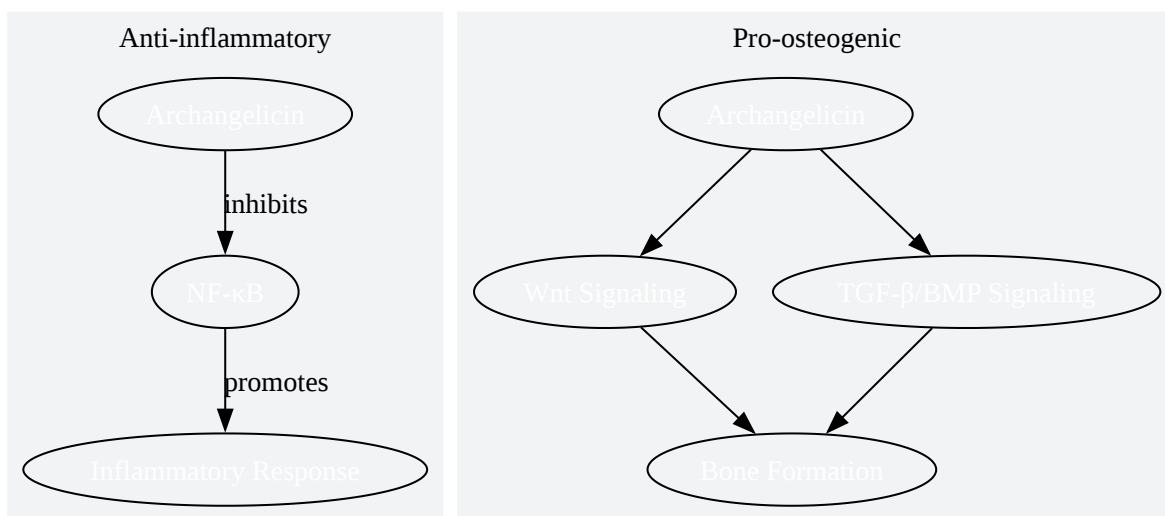 Anti-inflammatory
Archangelicin
inhibits
NF-κB
promotes
Inflammatory Response
Pro-osteogenic
Archangelicin
Wnt Signaling
TGF-β/BMP Signaling
Bone Formation